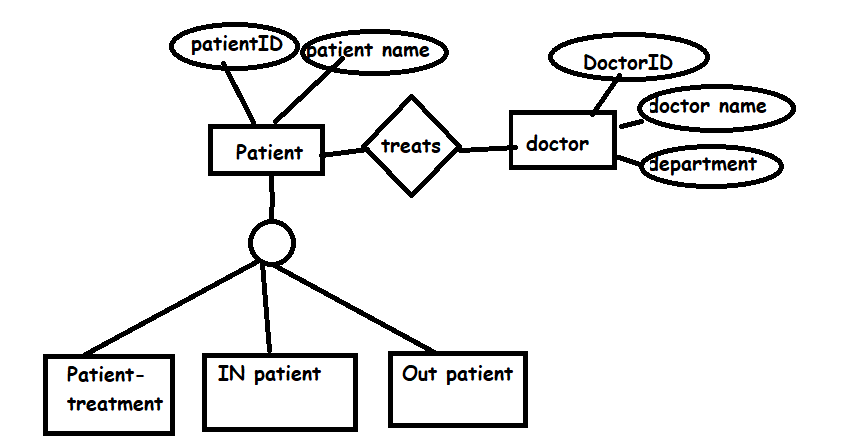 patientID
patient name
DoctorID
doctor name
Patient
treats
doctor
department
Patient-
treatment
IN patient
Out patient